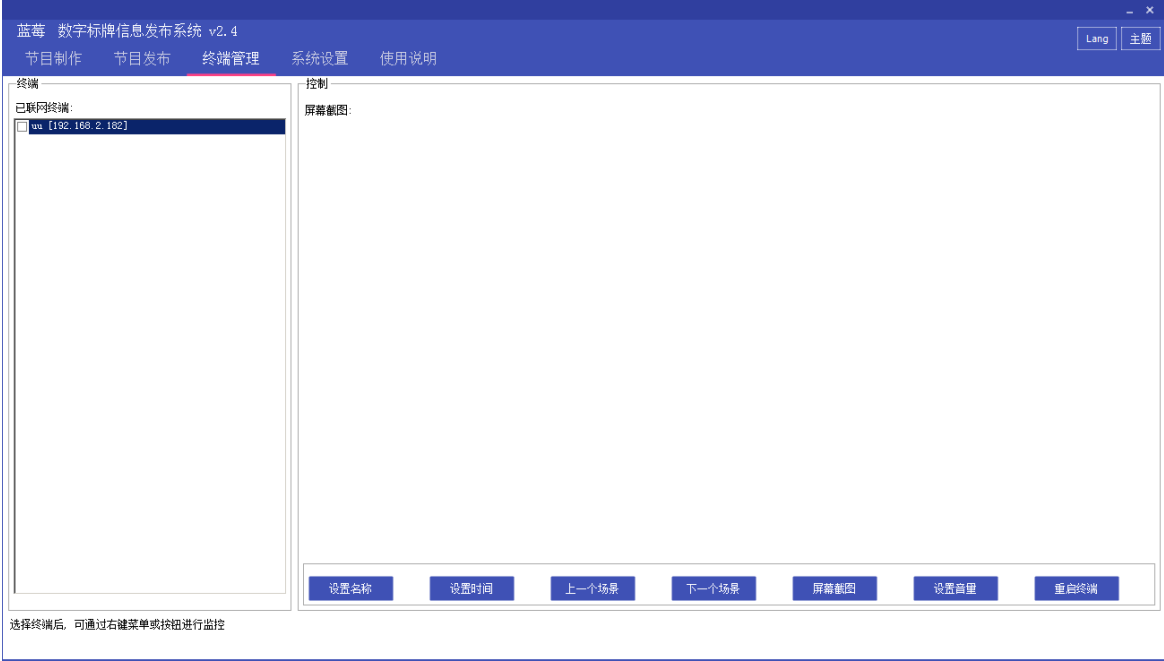 蓝莓 数字标牌信息发布系统 v2.4
Lang 主题
节目制作 节目发布 终端管理 系统设置 使用说明
终端
已联网终端:
uu [192.168.2.182]
控制
屏幕截图:
设置名称 设置时间 上一个场景 下一个场景 屏幕截图 设置音量 重启终端
选择终端后, 可通过右键菜单或按钮进行监控